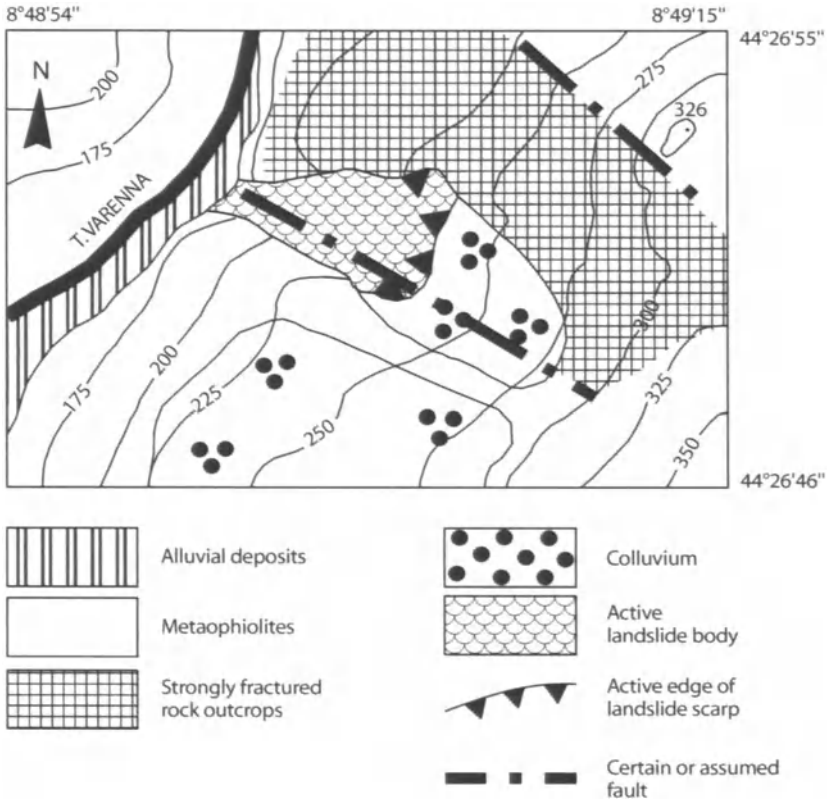 8°48'54"
8°49'15"
44°26'55"
N
200
175
T. VARENNA
275
326
300
325
350
175
200
225
250
44°26'46"
Alluvial deposits
Metaophiolites
Strongly fractured
rock outcrops
Colluvium
Active
landslide body
Active edge of
landslide scarp
Certain or assumed
fault